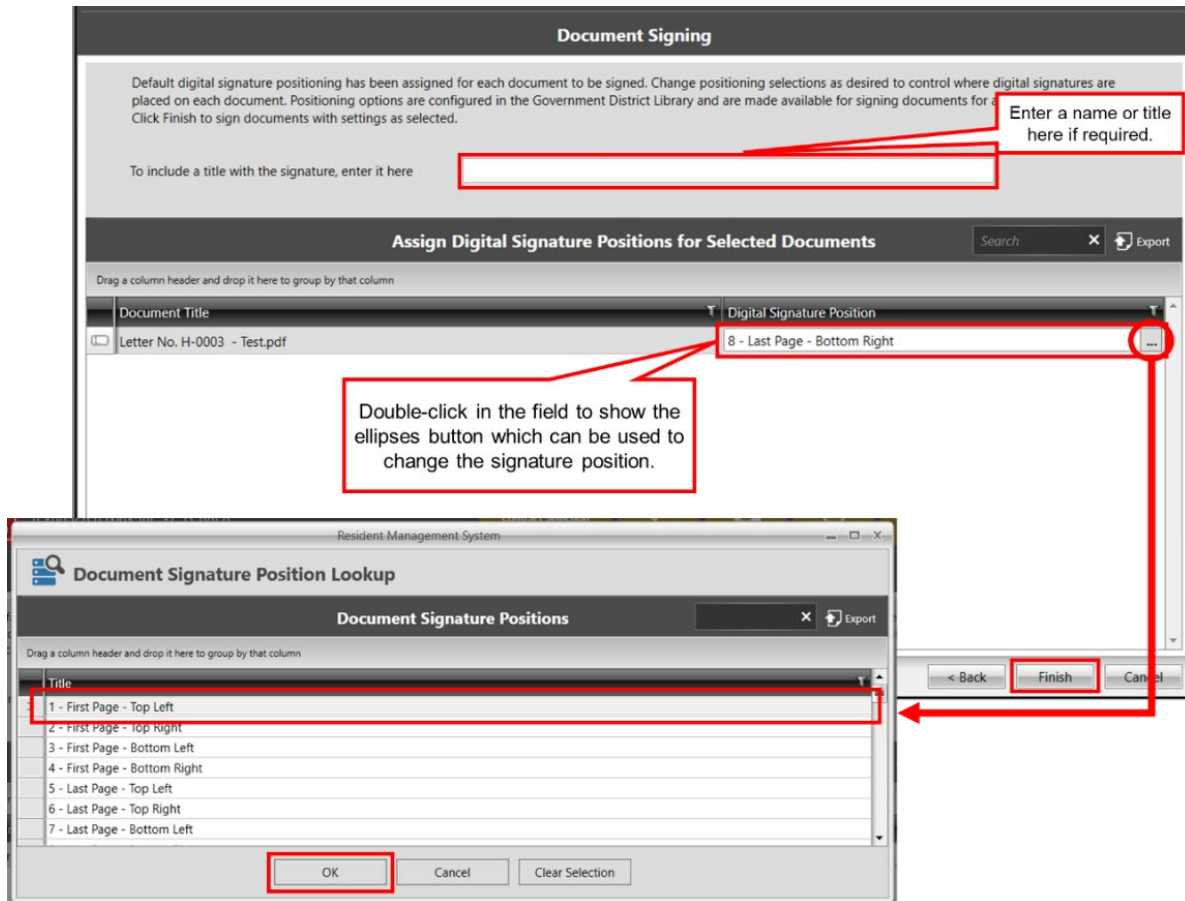 Document Signing
Default digital signature positioning has been assigned for each document to be signed. Change positioning selections as desired to control where digital signatures are
placed on each document. Positioning options are configured in the Government District Library and are made available for signing documents for a
Click Finish to sign documents with settings as selected.
Enter a name or title
here if required.
To include a title with the signature, enter it here
Assign Digital Signature Positions for Selected Documents
Search
Export
Drag a column header and drop it here to group by that column
Document Title
Digital Signature Position
Letter No. H-0003 - Test.pdf
8 - Last Page - Bottom Right
...
Double-click in the field to show the
ellipses button which can be used to
change the signature position.
Resident Management System
Document Signature Position Lookup
Document Signature Positions
Export
Drag a column header and drop it here to group by that column
Title
1 - First Page - Top Left
2 - First Page - Top Right
3 - First Page - Bottom Left
4 - First Page - Bottom Right
5 - Last Page - Top Left
6 - Last Page - Top Right
7 - Last Page - Bottom Left
OK
Cancel
Clear Selection
< Back
Finish
Cancel